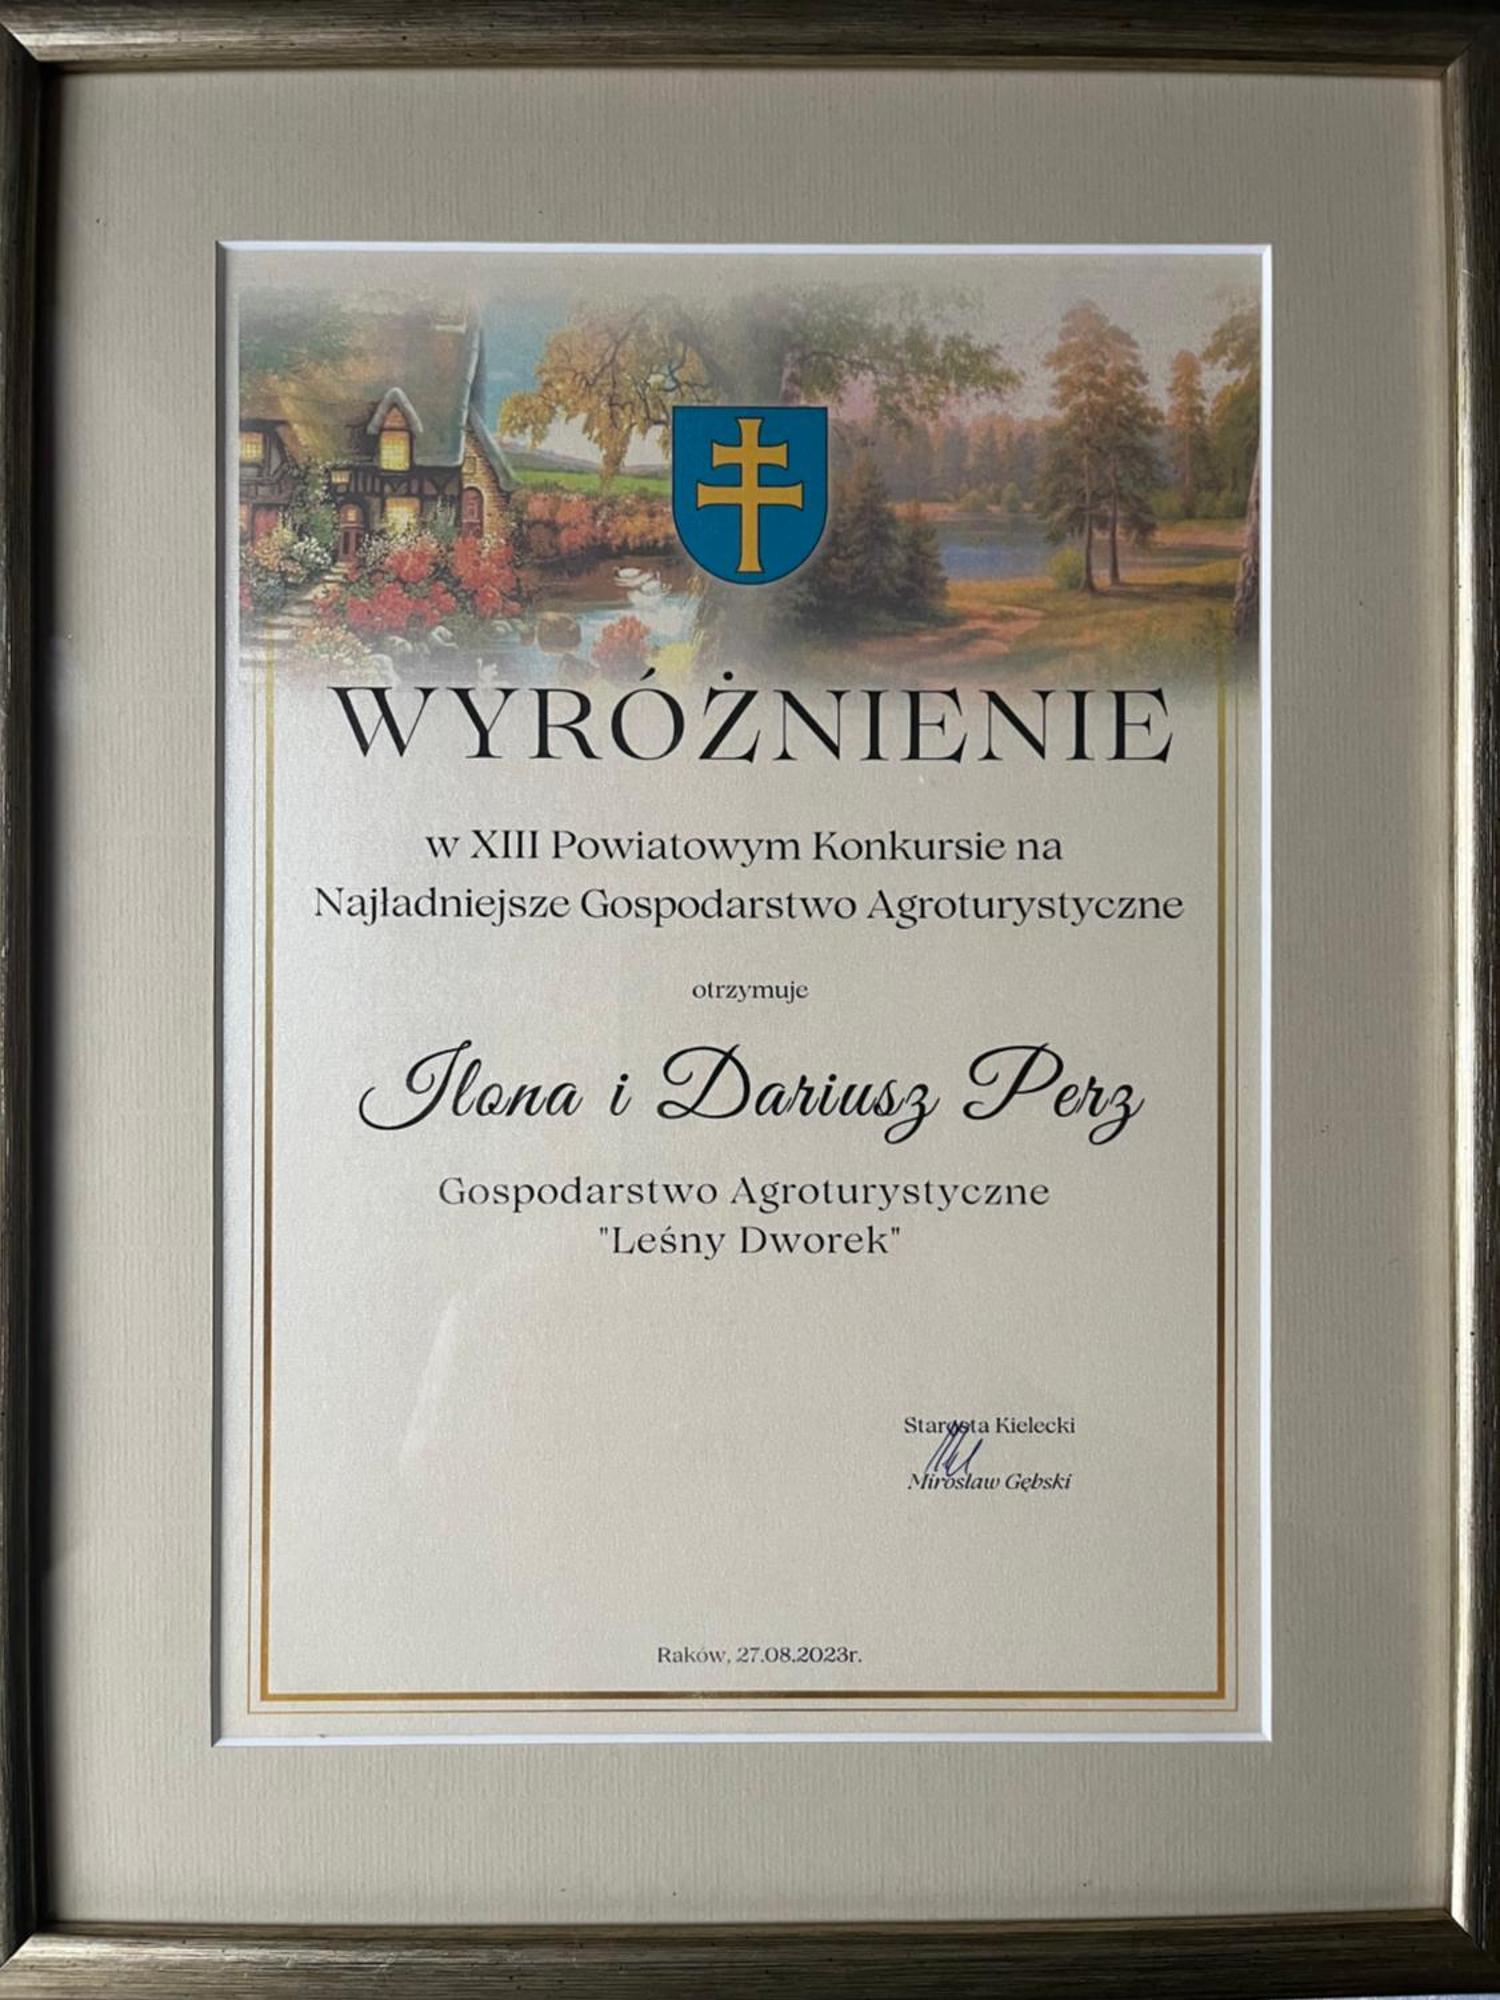 WYRÓŻNIENIE
w XIII Powiatowym Konkursie na
Najładniejsze Gospodarstwo Agroturystyczne
otrzymuje
Ilona i Dariusz Perz
Gospodarstwo Agroturystyczne
"Leśny Dworek"
Starosta Kielecki
Mirosław Gębski
Raków, 27.08.2023r.